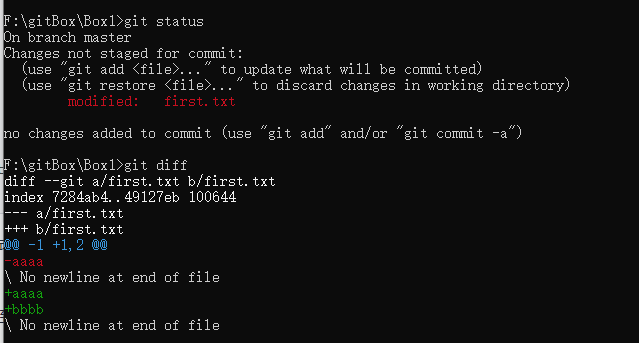 F:\gitBox\Box1>git status
On branch master
Changes not staged for commit:
  (use "git add <file>..." to update what will be committed)
  (use "git restore <file>..." to discard changes in working directory)
        modified:   first.txt

no changes added to commit (use "git add" and/or "git commit -a")

F:\gitBox\Box1>git diff
diff --git a/first.txt b/first.txt
index 7284ab4..49127eb 100644
--- a/first.txt
+++ b/first.txt
@@ -1 +1,2 @@
-aaaa
\ No newline at end of file
+aaaa
+bbbb
\ No newline at end of file